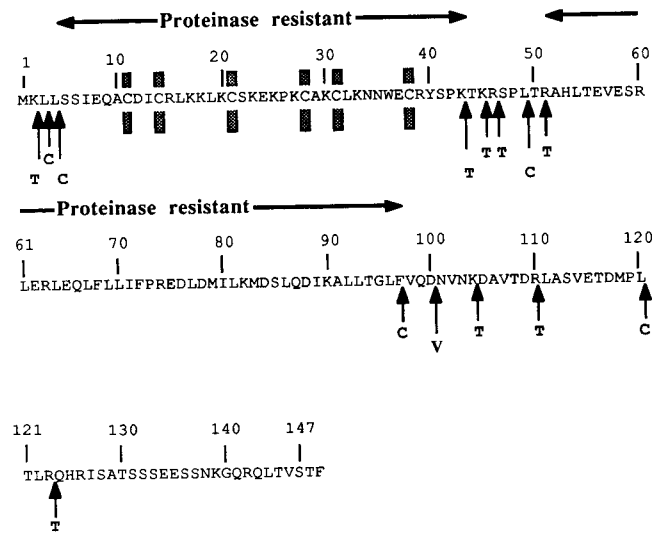 Proteinase resistant
1 10 20 30 40 50 60
MKLLSSIEQACDICRLKKLKCSKEKPKCAKCLKNNWECRYSPKTKRSPLTRAHLTEVESR
C T T C T
T C T
Proteinase resistant
61 70 80 90 100 110 120
LERLEQLFLLIFPREDLDMILKMDSLQDIKALLTGLFVQDNVNKDAVTDRLASVETDMPL
C V T T C
121 130 140 147
TLRQHRISATSSSEESSNKGQRQLTVSTF
T